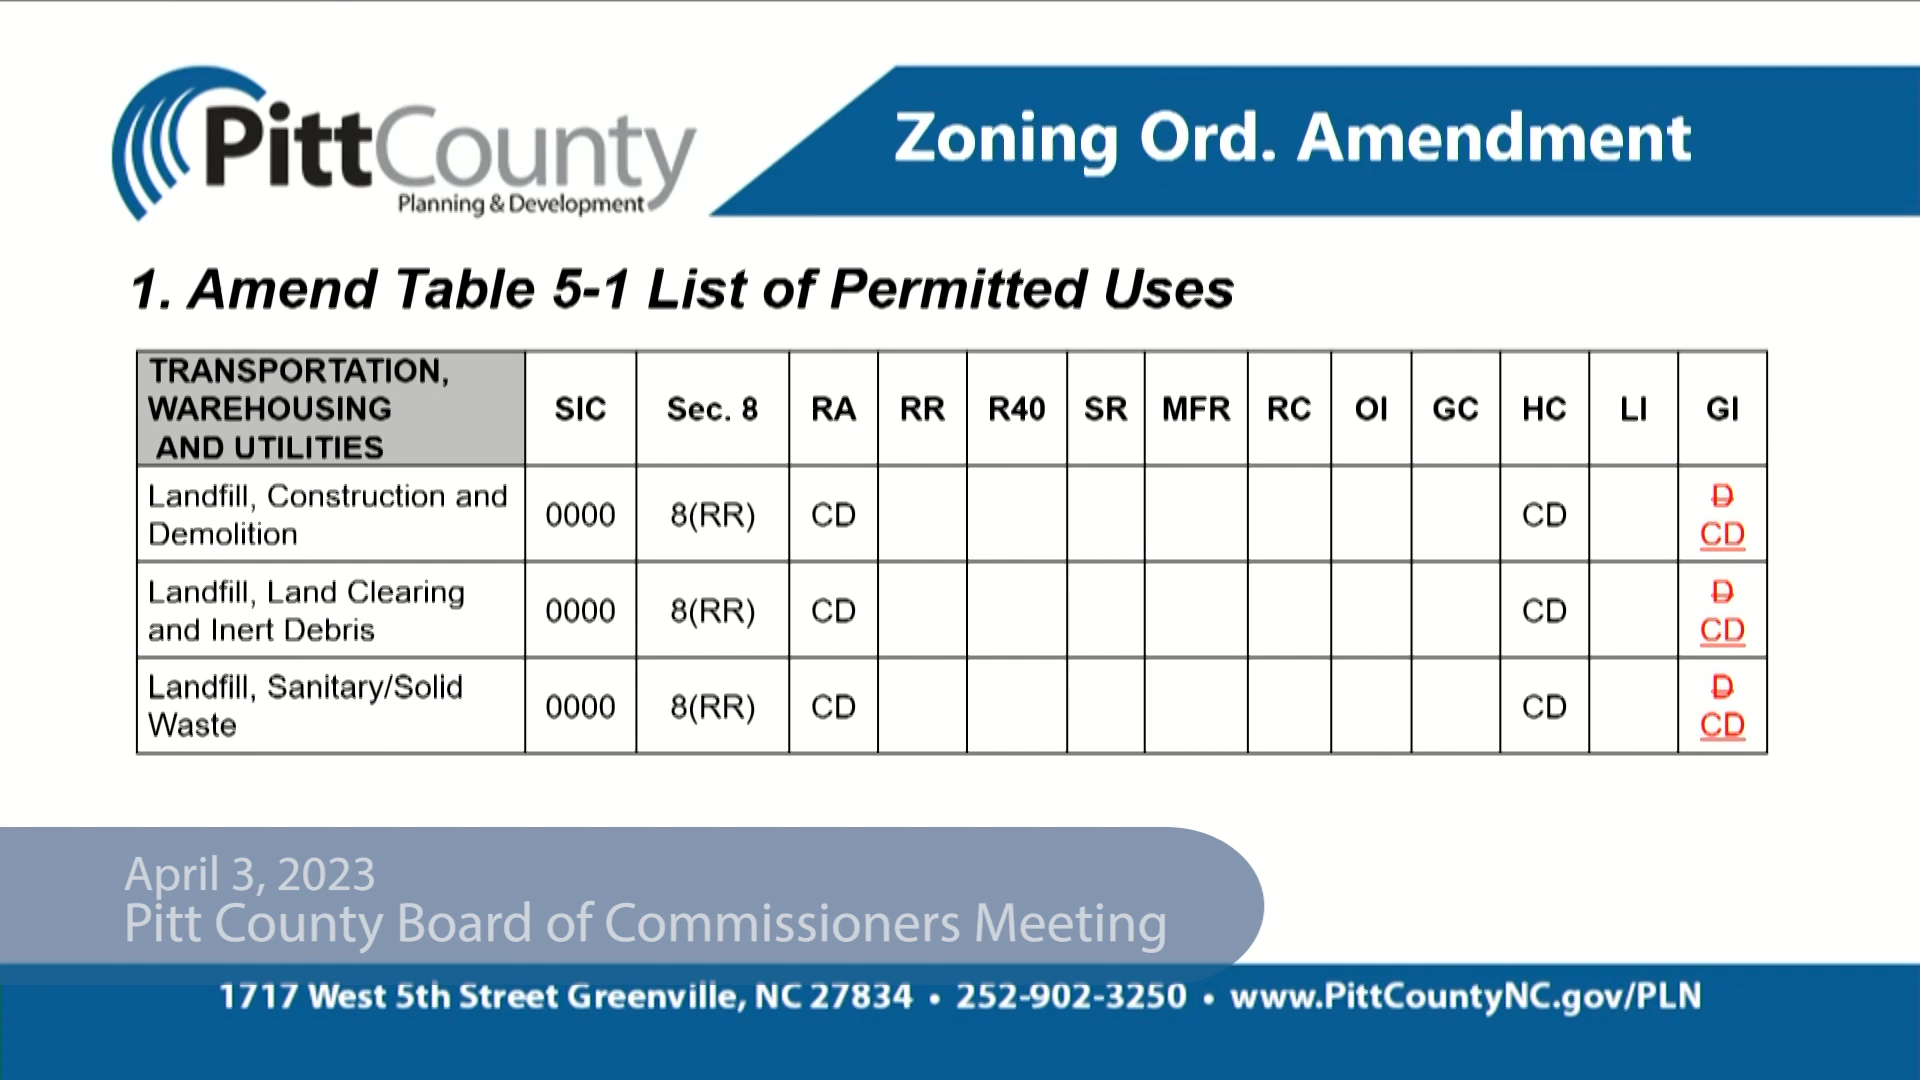 PittCounty
Planning & Development
Zoning Ord. Amendment
1. Amend Table 5-1 List of Permitted Uses
TRANSPORTATION,
WAREHOUSING
AND UTILITIES
SIC Sec. 8 RA RR R40 SR MFR RC OI GC HC LI GI
Landfill, Construction and
Demolition
0000 8(RR) CD CD D
CD
Landfill, Land Clearing
and Inert Debris
0000 8(RR) CD CD D
CD
Landfill, Sanitary/Solid
Waste
0000 8(RR) CD CD D
CD
April 3, 2023
Pitt County Board of Commissioners Meeting
1717 West 5th Street Greenville, NC 27834 • 252-902-3250 • www.PittCountyNC.gov/PLN